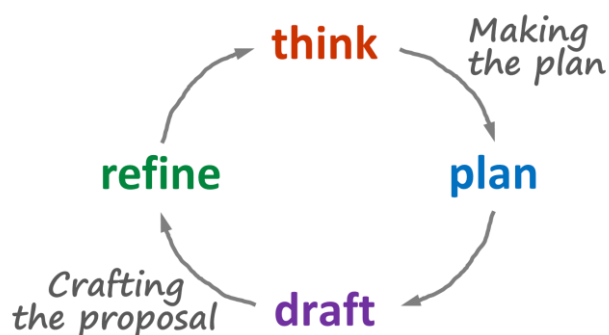 think
Making
the plan
refine
plan
Crafting
the proposal
draft